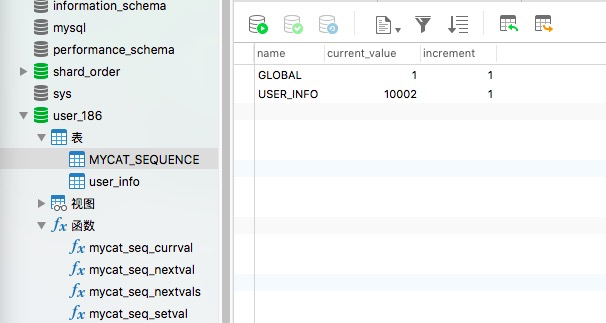 information_schema
mysql
performance_schema
shard_order
sys
user_186
表
MYCAT_SEQUENCE
user_info
视图
函数
mycat_seq_currval
mycat_seq_nextval
mycat_seq_nextvals
mycat_seq_setval
name current_value increment
GLOBAL 1 1
USER_INFO 10002 1